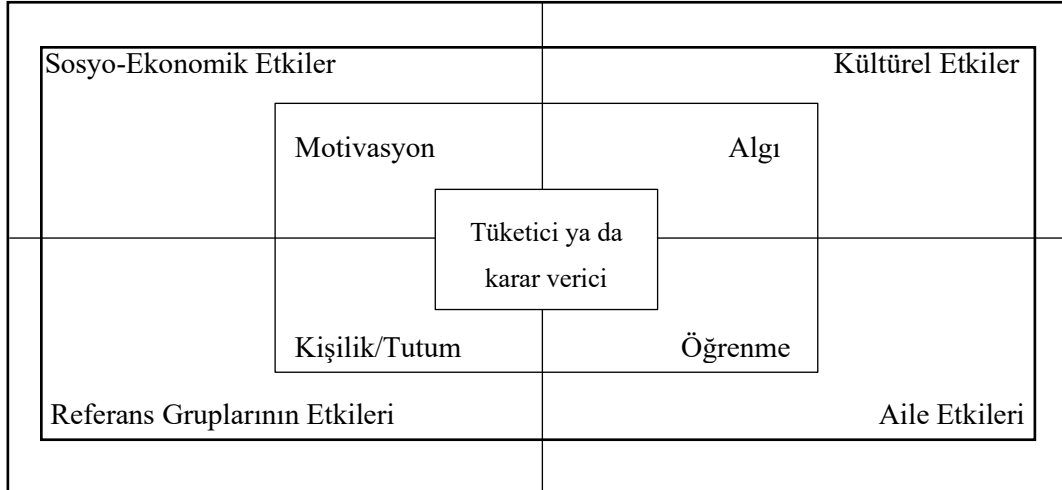 Sosyo-Ekonomik Etkiler
Kültürel Etkiler
Motivasyon
Algı
Tüketici ya da
karar verici
Kişilik/Tutum
Öğrenme
Referans Gruplarının Etkileri
Aile Etkileri